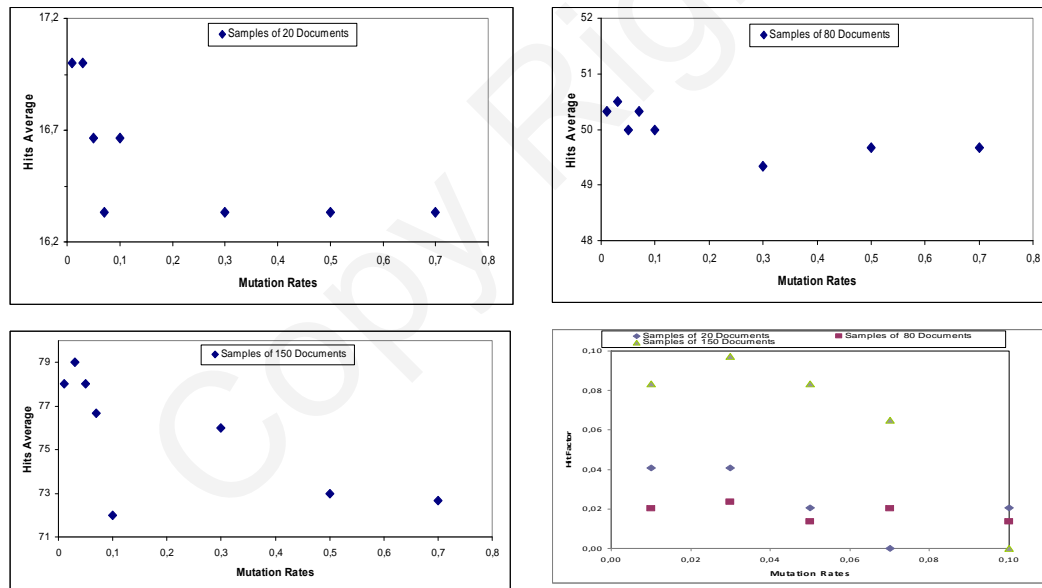 17,2
Samples of 20 Documents
Hits Average
16,7
16,2
0 0,1 0,2 0,3 0,4 0,5 0,6 0,7 0,8
Mutation Rates
52
Samples of 80 Documents
51
Hits Average
50
49
48
0 0,1 0,2 0,3 0,4 0,5 0,6 0,7 0,8
Mutation Rates
79
Samples of 150 Documents
77
Hits Average
75
73
71
0 0,1 0,2 0,3 0,4 0,5 0,6 0,7 0,8
Mutation Rates
Samples of 20 Documents Samples of 80 Documents
Samples of 150 Documents
0,10
0,08
0,06
Hit Factor
0,04
0,02
0,00
0,00 0,02 0,04 0,06 0,08 0,10
Mutation Rates
Copy Rig